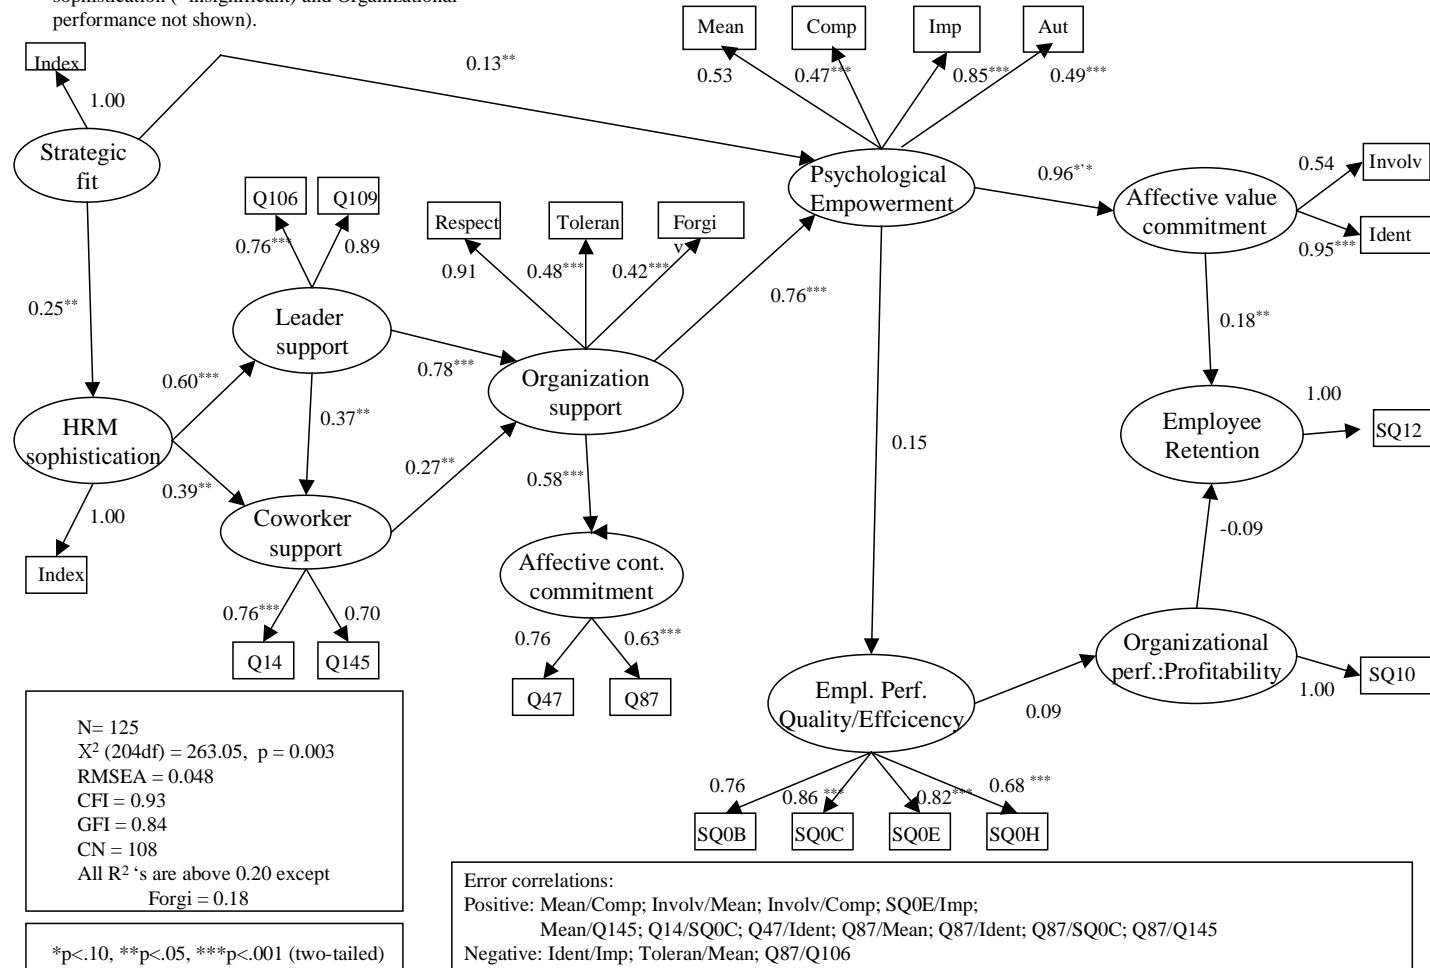 sophistication (- insignificant) and Organizational
performance not shown).
Mean
Comp
Imp
Aut
Index
0.13**
0.53
0.47***
0.85***
0.49***
1.00
Strategic
fit
Psychological
Empowerment
0.96***
Affective value
commitment
0.54
Involv
Ident
0.95***
Q106
Q109
0.76***
0.89
Respect
Toleran
Forgi
v
0.91
0.48***
0.42***
0.25**
Leader
support
0.78***
0.76***
0.18**
0.60***
Organization
support
0.37**
HRM
sophistication
0.27**
0.39**
0.15
Employee
Retention
1.00
SQ12
0.58***
1.00
Index
Coworker
support
-0.09
Affective cont.
commitment
0.76***
0.70
Q14
Q145
0.76
0.63***
Q47
Q87
Organizational
perf.:Profitability
1.00
SQ10
Empl. Perf.
Quality/Effcicency
0.09
0.76
0.86 ***
0.82***
0.68 ***
SQ0B
SQ0C
SQ0E
SQ0H
N= 125
X² (204df) = 263.05, p = 0.003
RMSEA = 0.048
CFI = 0.93
GFI = 0.84
CN = 108
All R² ‘s are above 0.20 except
Forgi = 0.18
*p<.10, **p<.05, ***p<.001 (two-tailed)
Error correlations:
Positive: Mean/Comp; Involv/Mean; Involv/Comp; SQ0E/Imp;
Mean/Q145; Q14/SQ0C; Q47/Ident; Q87/Mean; Q87/Ident; Q87/SQ0C; Q87/Q145
Negative: Ident/Imp; Toleran/Mean; Q87/Q106